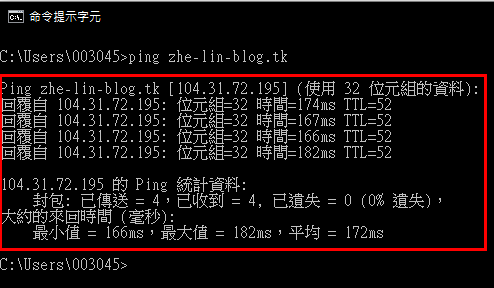 命令提示字元
C:\Users\003045>ping zhe-lin-blog.tk
Ping zhe-lin-blog.tk [104.31.72.195] (使用 32 位元組的資料):
回覆自 104.31.72.195: 位元組=32 時間=174ms TTL=52
回覆自 104.31.72.195: 位元組=32 時間=167ms TTL=52
回覆自 104.31.72.195: 位元組=32 時間=166ms TTL=52
回覆自 104.31.72.195: 位元組=32 時間=182ms TTL=52
104.31.72.195 的 Ping 統計資料:
封包: 已傳送 = 4，已收到 = 4, 已遺失 = 0 (0% 遺失)，
大約的來回時間 (毫秒):
最小值 = 166ms，最大值 = 182ms，平均 = 172ms
C:\Users\003045>